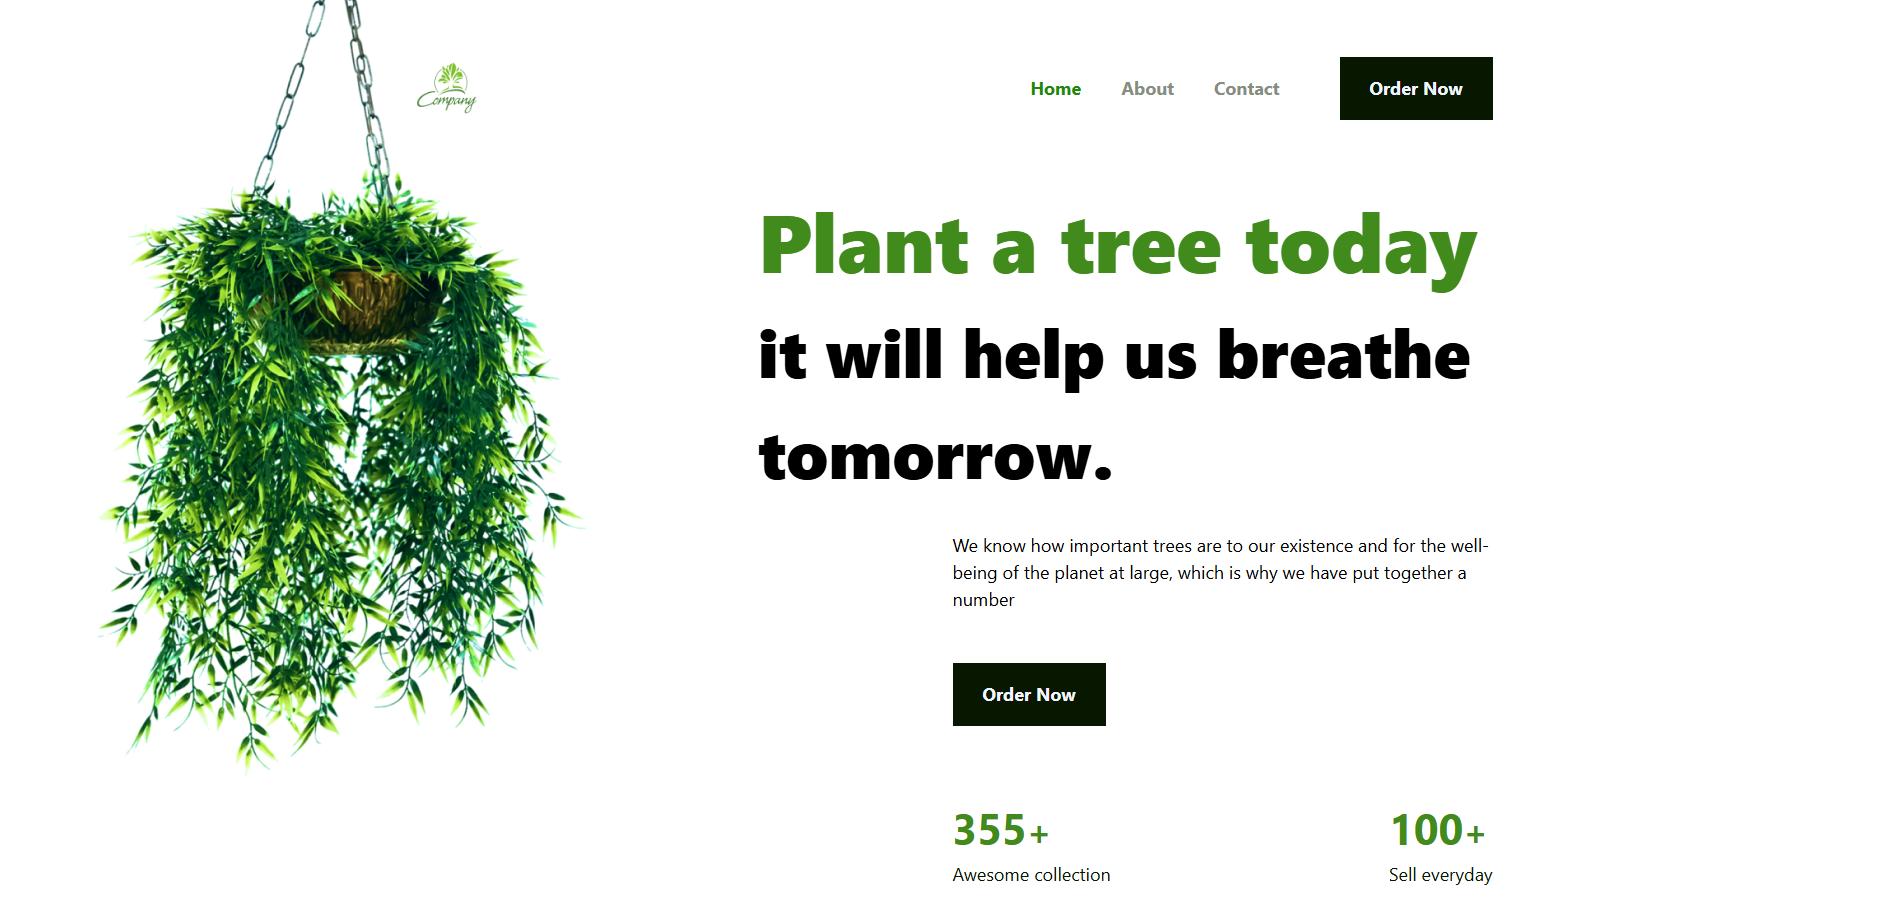 Company
Home About Contact Order Now
Plant a tree today
it will help us breathe
tomorrow.
We know how important trees are to our existence and for the well-
being of the planet at large, which is why we have put together a
number
Order Now
355+ 100+
Awesome collection Sell everyday